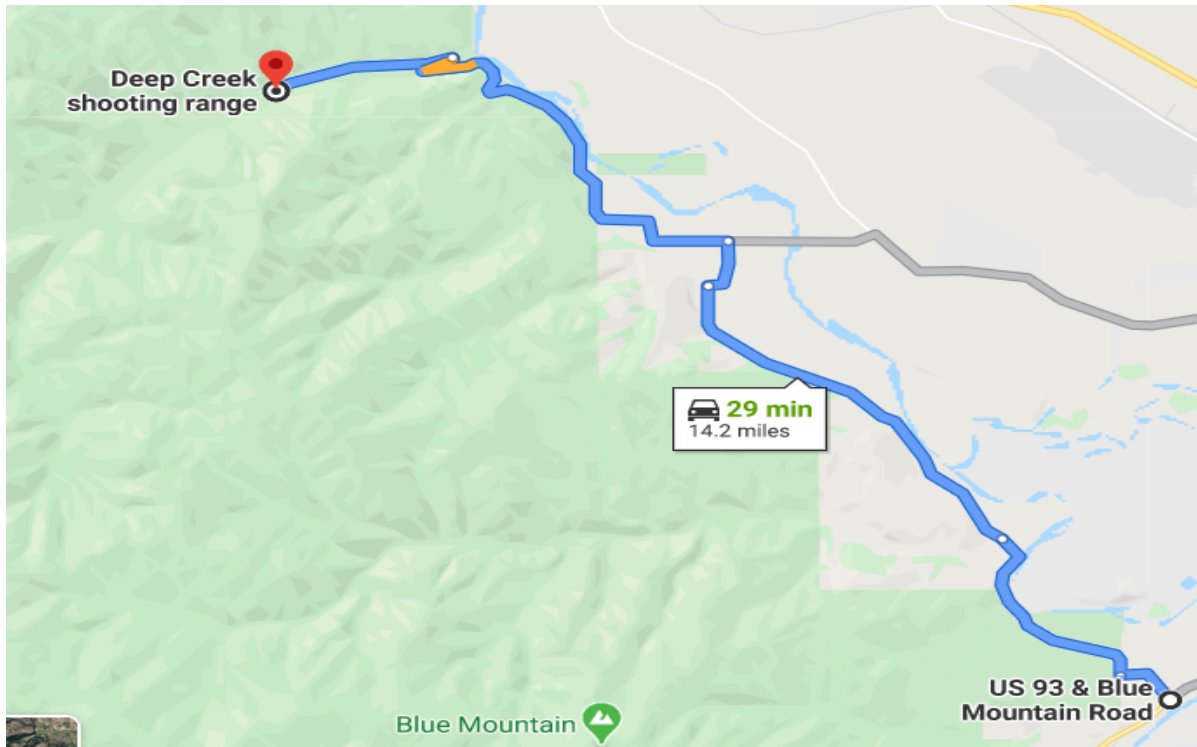 Deep Creek
shooting range
29 min
14.2 miles
US 93 & Blue
Mountain Road
Blue Mountain